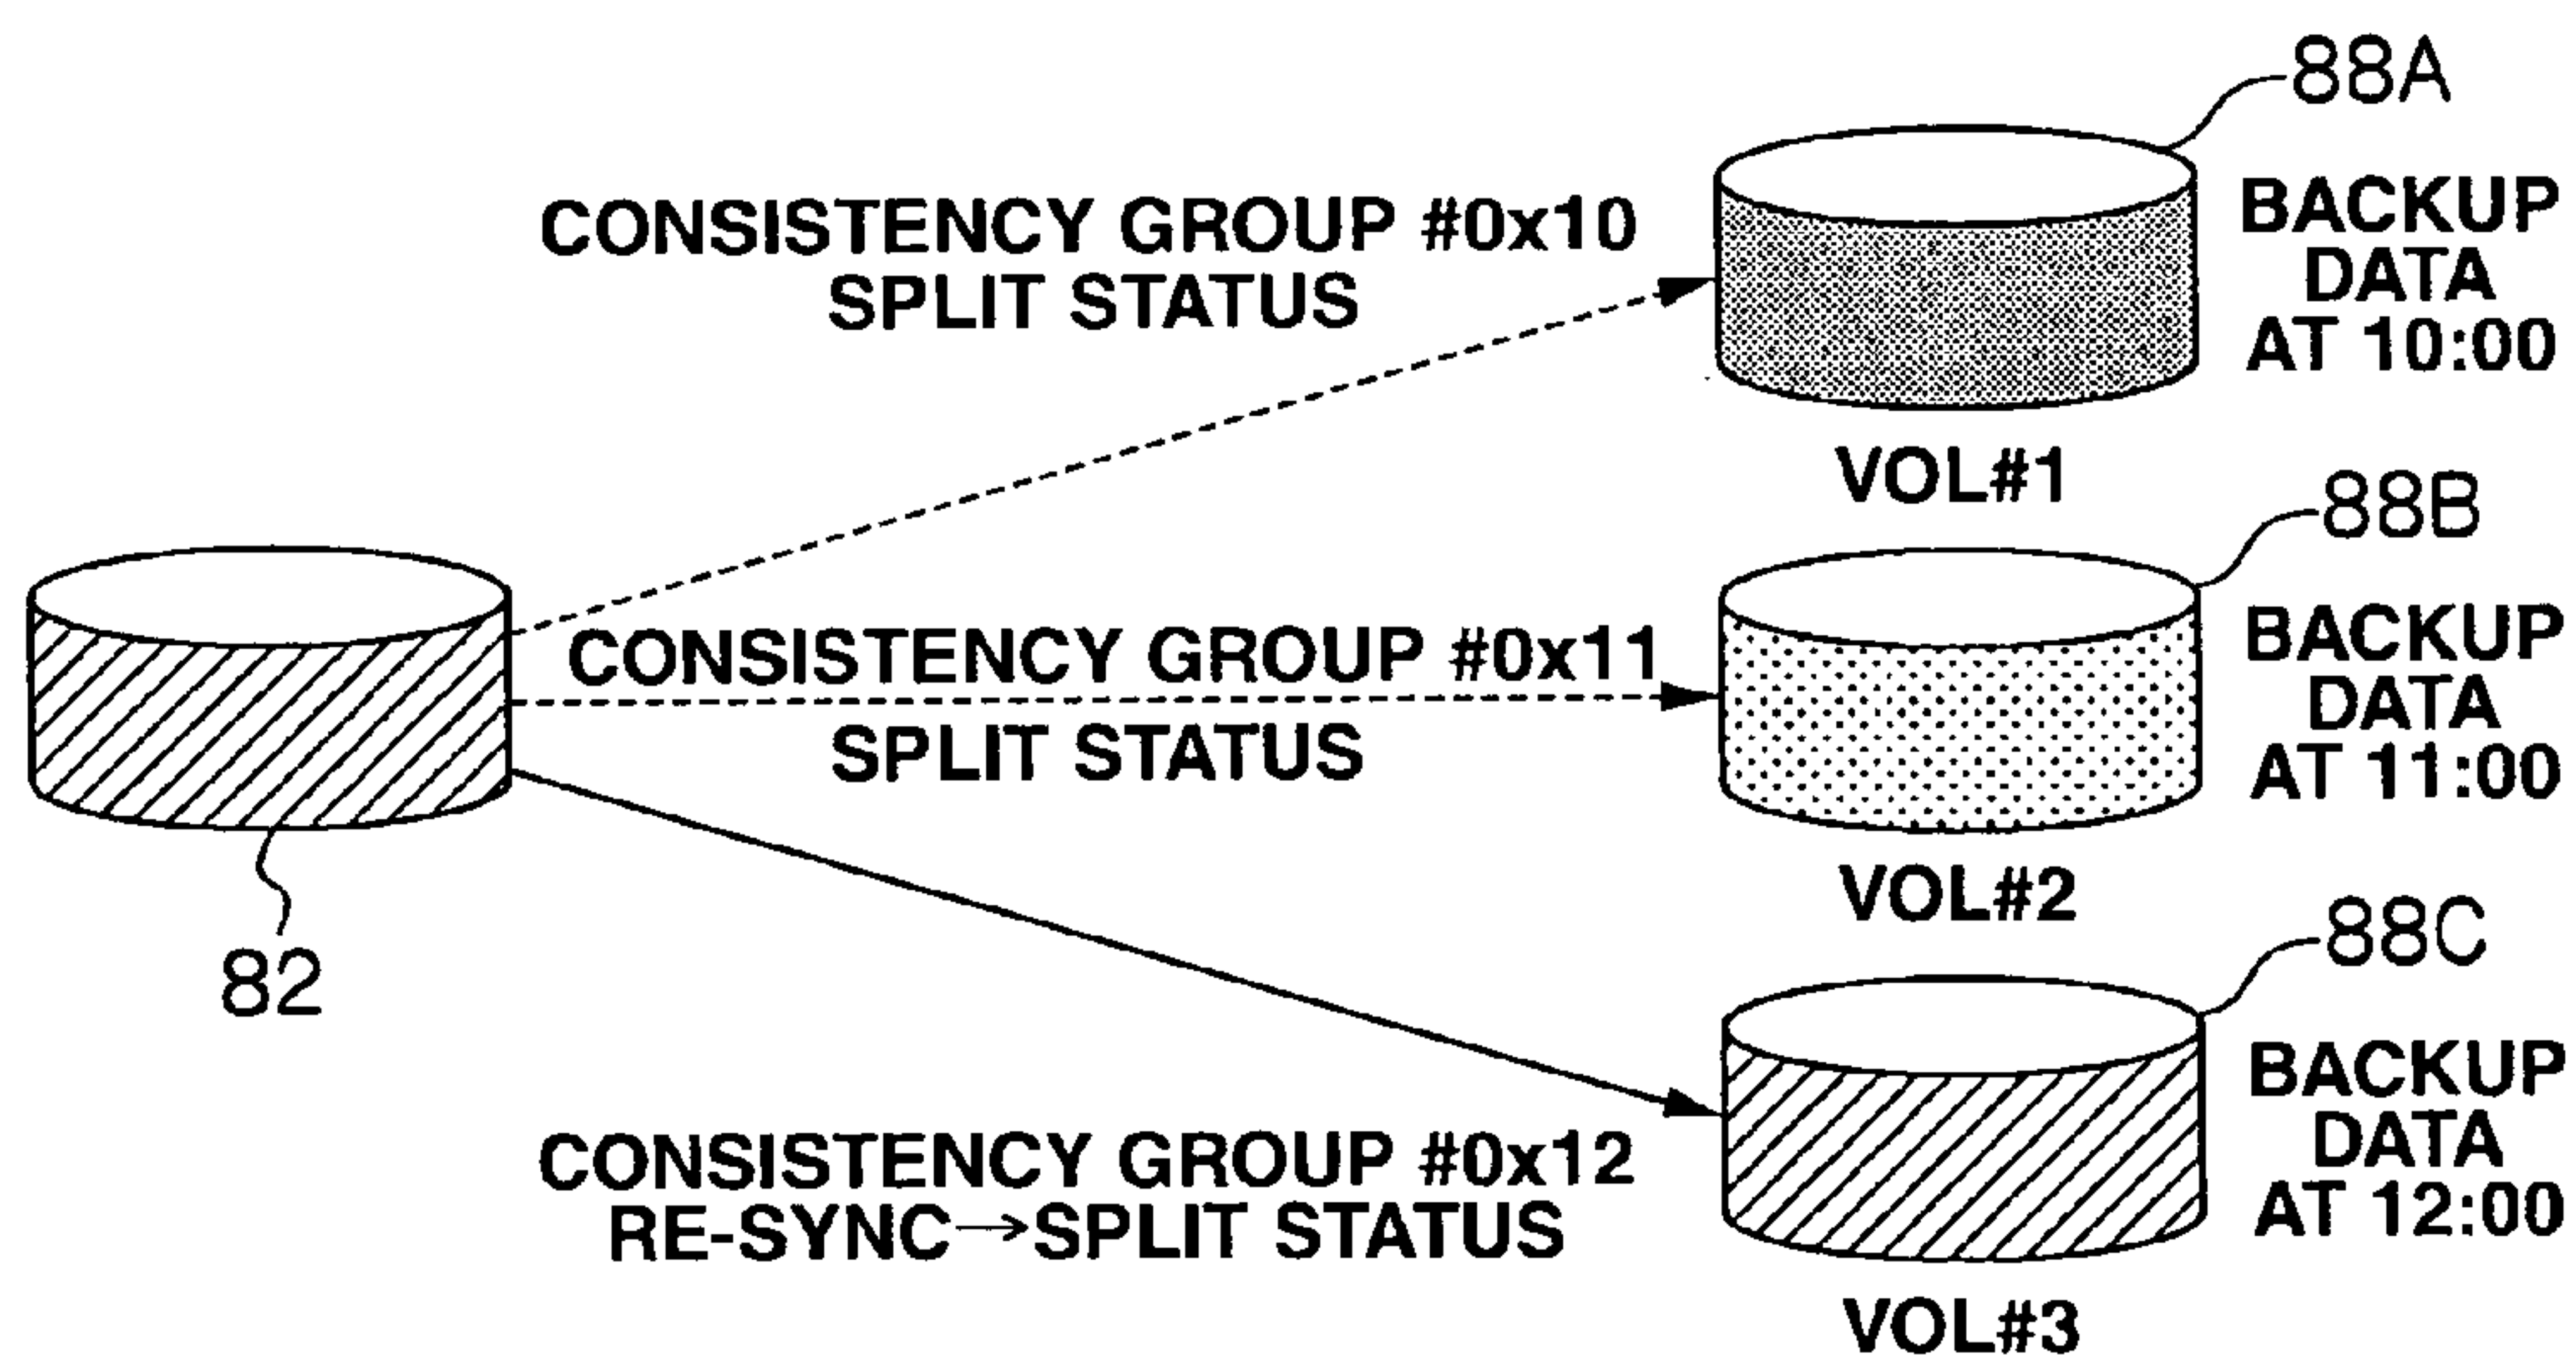 88A
CONSISTENCY GROUP #0x10
SPLIT STATUS
BACKUP
DATA
AT 10:00
VOL#1
88B
CONSISTENCY GROUP #0x11
SPLIT STATUS
BACKUP
DATA
AT 11:00
VOL#2
82
88C
CONSISTENCY GROUP #0x12
RE-SYNC→SPLIT STATUS
BACKUP
DATA
AT 12:00
VOL#3